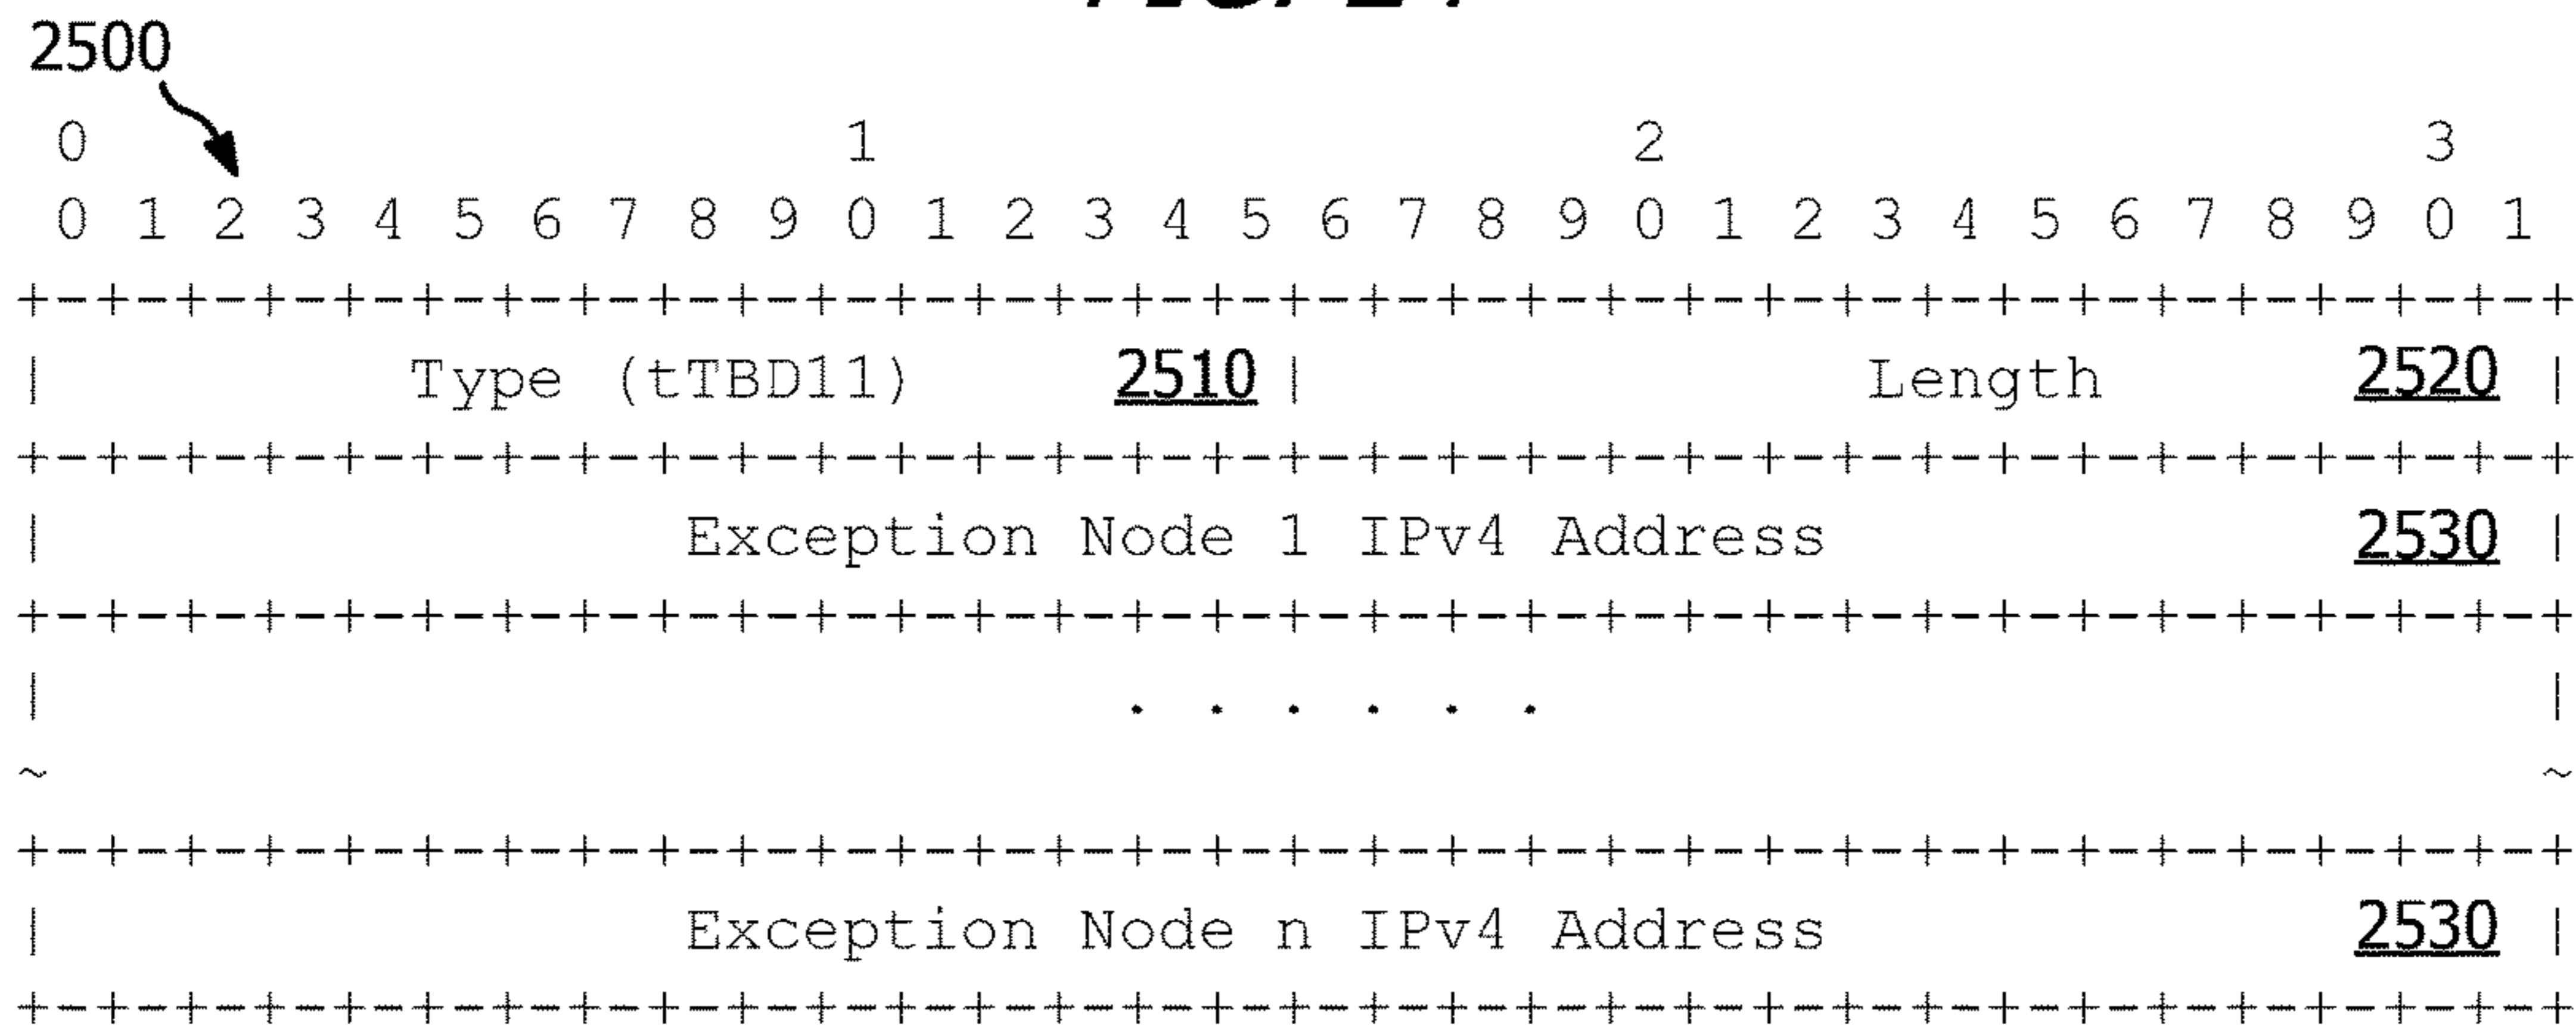 2500
0 1 2 3
0 1 2 3 4 5 6 7 8 9 0 1 2 3 4 5 6 7 8 9 0 1 2 3 4 5 6 7 8 9 0 1
+-+-+-+-+-+-+-+-+-+-+-+-+-+-+-+-+-+-+-+-+-+-+-+-+-+-+-+-+-+-+-+-+
| Type (tTBD11) 2510 | Length 2520 |
+-+-+-+-+-+-+-+-+-+-+-+-+-+-+-+-+-+-+-+-+-+-+-+-+-+-+-+-+-+-+-+-+
| Exception Node 1 IPv4 Address 2530 |
+-+-+-+-+-+-+-+-+-+-+-+-+-+-+-+-+-+-+-+-+-+-+-+-+-+-+-+-+-+-+-+-+
| . . . . . . |
~ ~
+-+-+-+-+-+-+-+-+-+-+-+-+-+-+-+-+-+-+-+-+-+-+-+-+-+-+-+-+-+-+-+-+
| Exception Node n IPv4 Address 2530 |
+-+-+-+-+-+-+-+-+-+-+-+-+-+-+-+-+-+-+-+-+-+-+-+-+-+-+-+-+-+-+-+-+